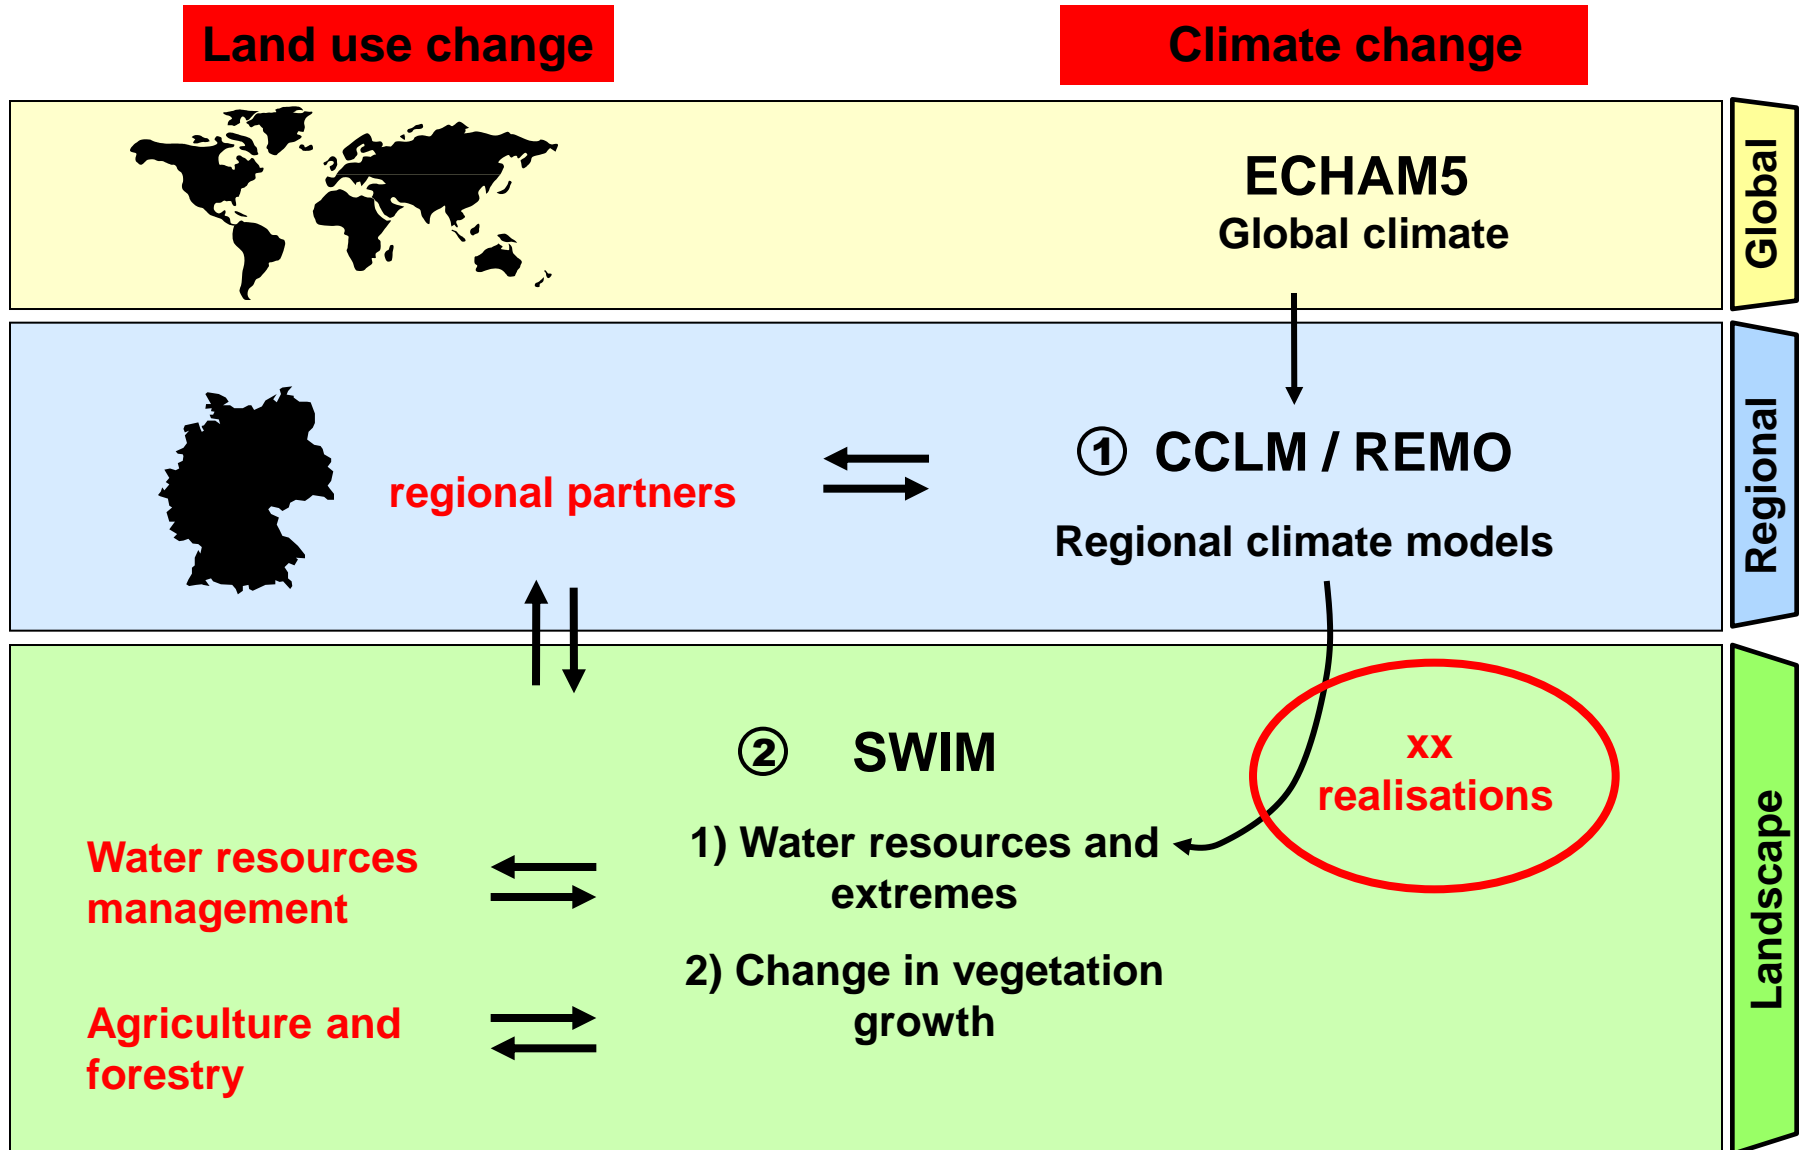 Land use change
Climate change
ECHAM5
Global climate
Global
① CCLM / REMO
regional partners
Regional climate models
Regional
② SWIM
xx
realisations
1) Water resources and
extremes
Water resources
management
2) Change in vegetation
growth
Agriculture and
forestry
Landscape